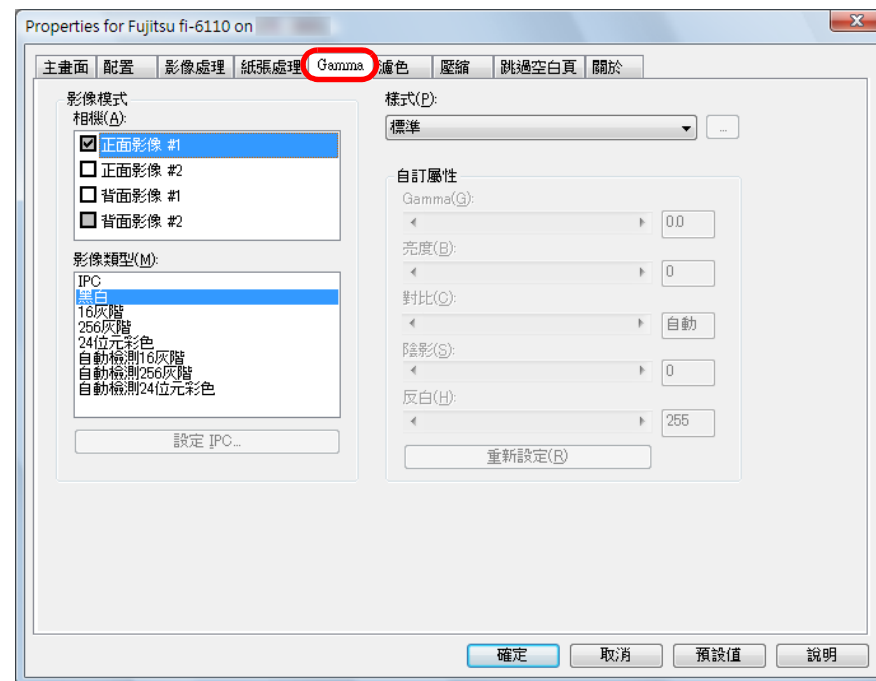 Properties for Fujitsu fi-6110 on
主畫面 配置 影像處理 紙張處理 Gamma 濾色 壓縮 跳過空白頁 關於
影像模式
相機(A):
正面影像 #1
正面影像 #2
背面影像 #1
背面影像 #2
影像類型(M):
IPC
黑白
16灰階
256灰階
24位元彩色
自動檢測16灰階
自動檢測256灰階
自動檢測24位元彩色
設定 IPC...
樣式(P):
標準
...
自訂屬性
Gamma(G):
0.0
亮度(B):
0
對比(C):
自動
陰影(S):
0
反白(H):
255
重新設定(R)
確定 取消 預設值 說明